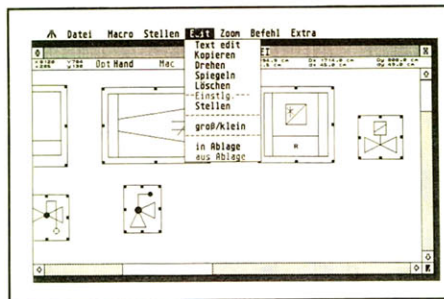 Datei Macro Stellen Edit Zoom Befehl Extra
Opt Hand Mac
Text edit
Kopieren
Drehen
Spiegeln
Löschen
Einstlg.
Stellen
groß/klein
in Ablage
aus Ablage